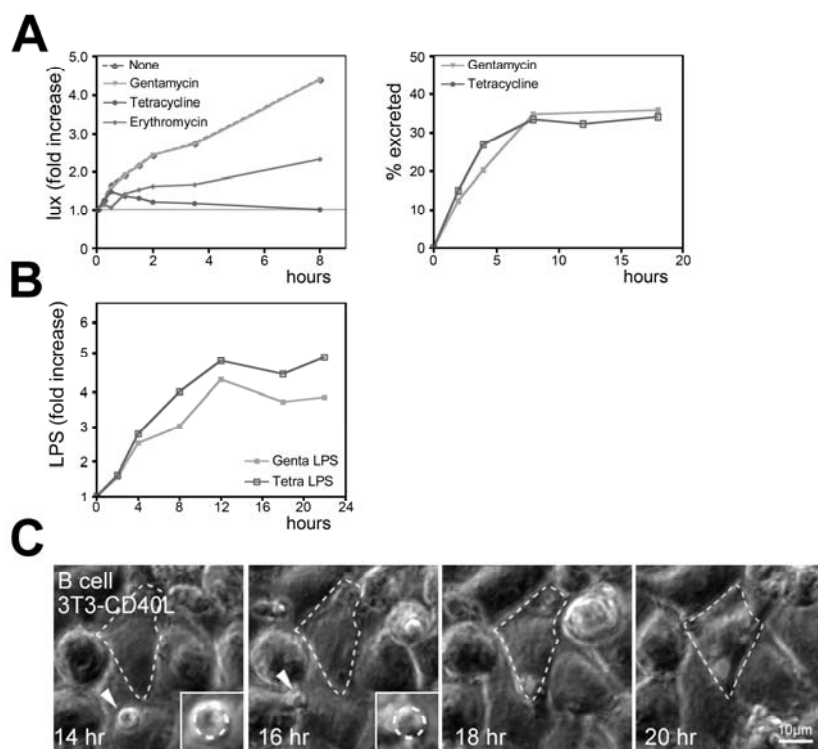 A
lux (fold increase)
5.0
4.0
3.0
2.0
1.0
0
None
Gentamycin
Tetracycline
Erythromycin
0
2
4
6
8
hours
% excreted
50
40
30
20
10
0
Gentamycin
Tetracycline
0
5
10
15
20
hours
B
LPS (fold increase)
6
5
4
3
2
1
Genta LPS
Tetra LPS
0
4
8
12
16
20
24
hours
C
B cell
3T3-CD40L
14 hr
16 hr
18 hr
20 hr
10µm